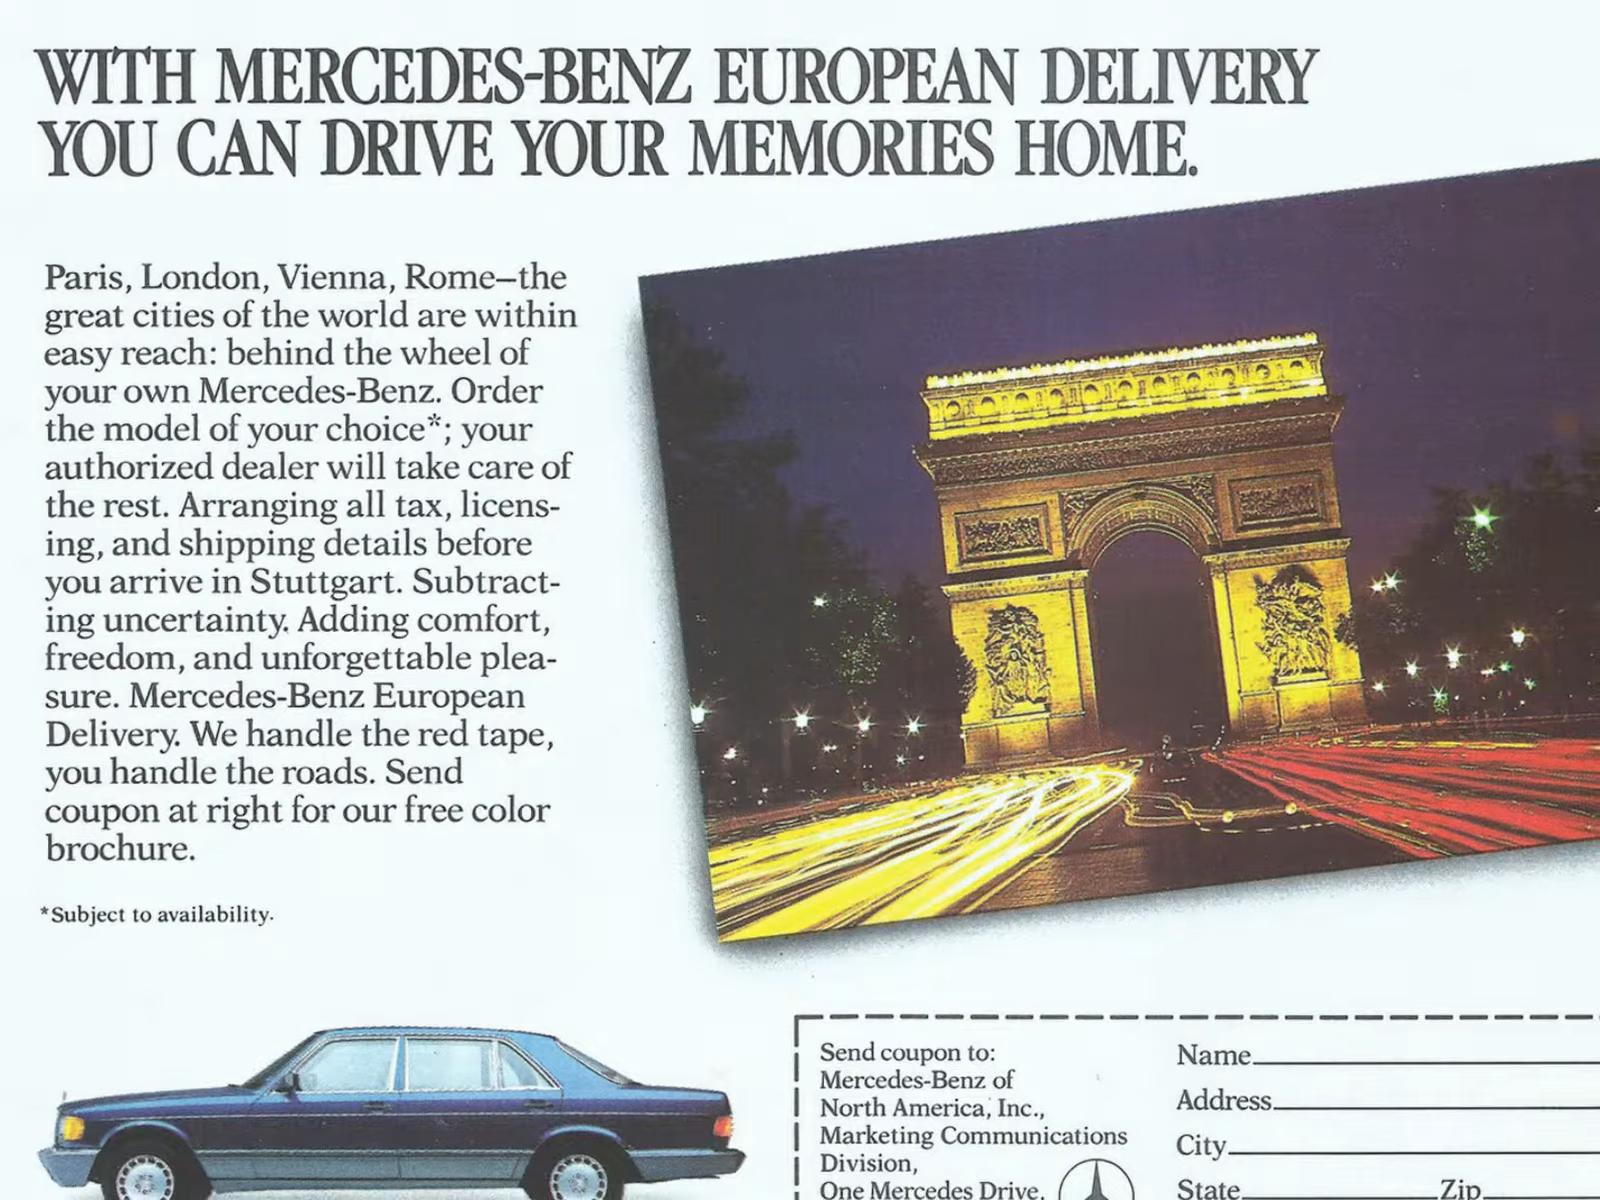 WITH MERCEDES-BENZ EUROPEAN DELIVERY
YOU CAN DRIVE YOUR MEMORIES HOME.
Paris, London, Vienna, Rome–the
great cities of the world are within
easy reach: behind the wheel of
your own Mercedes-Benz. Order
the model of your choice*; your
authorized dealer will take care of
the rest. Arranging all tax, licens-
ing, and shipping details before
you arrive in Stuttgart. Subtract-
ing uncertainty. Adding comfort,
freedom, and unforgettable plea-
sure. Mercedes-Benz European
Delivery. We handle the red tape,
you handle the roads. Send
coupon at right for our free color
brochure.
*Subject to availability.
Send coupon to:
Mercedes-Benz of
North America, Inc.,
Marketing Communications
Division,
One Mercedes Drive,
Name
Address
City
State Zip